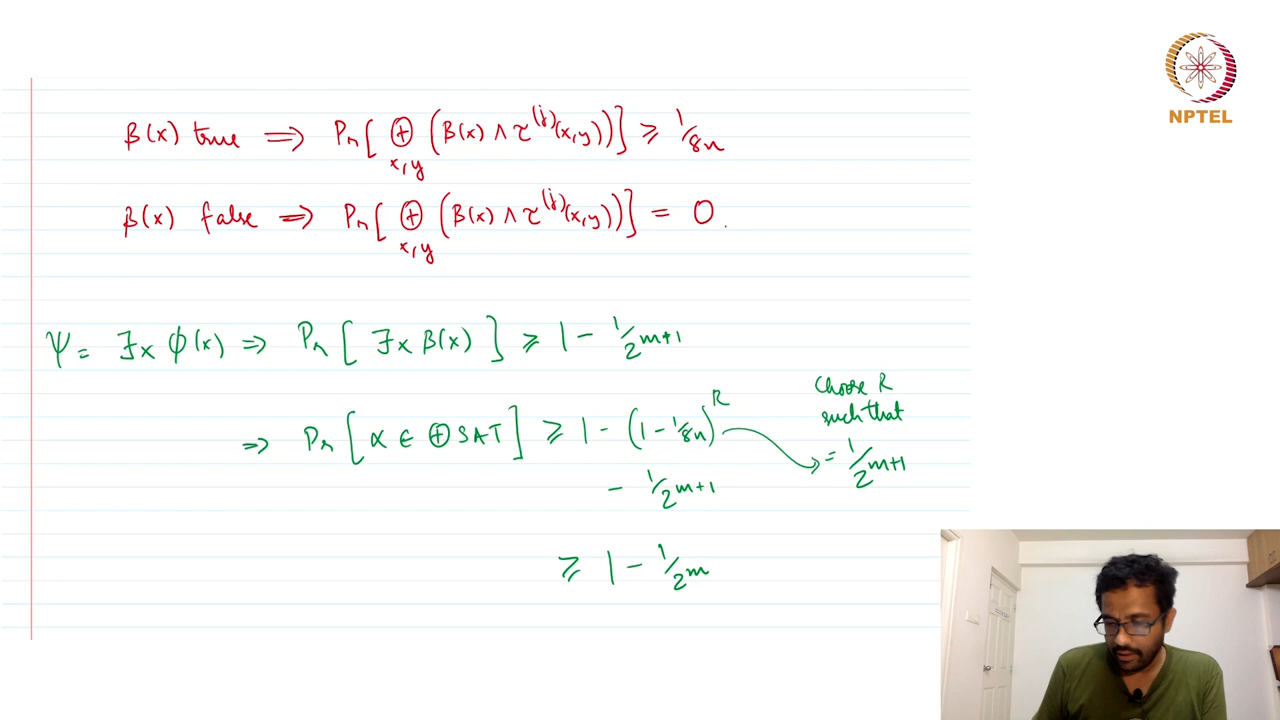 NPTEL
β(x) true ⟹ Pr[ ⊕ (β(x) ∧ τ^(j)(x,y))] ≥ 1/8n
x,y
β(x) false ⟹ Pr[ ⊕ (β(x) ∧ τ^(j)(x,y))] = 0.
x,y
Ψ = ∃x φ(x) ⟹ Pr[ ∃x β(x) ] ≥ 1 - 1/2^m+1
⟹ Pr[ α ∈ ⊕SAT ] ≥ 1 - (1 - 1/8n)^R
- 1/2^m+1
choose R
such that
= 1/2^m+1
≥ 1 - 1/2^m